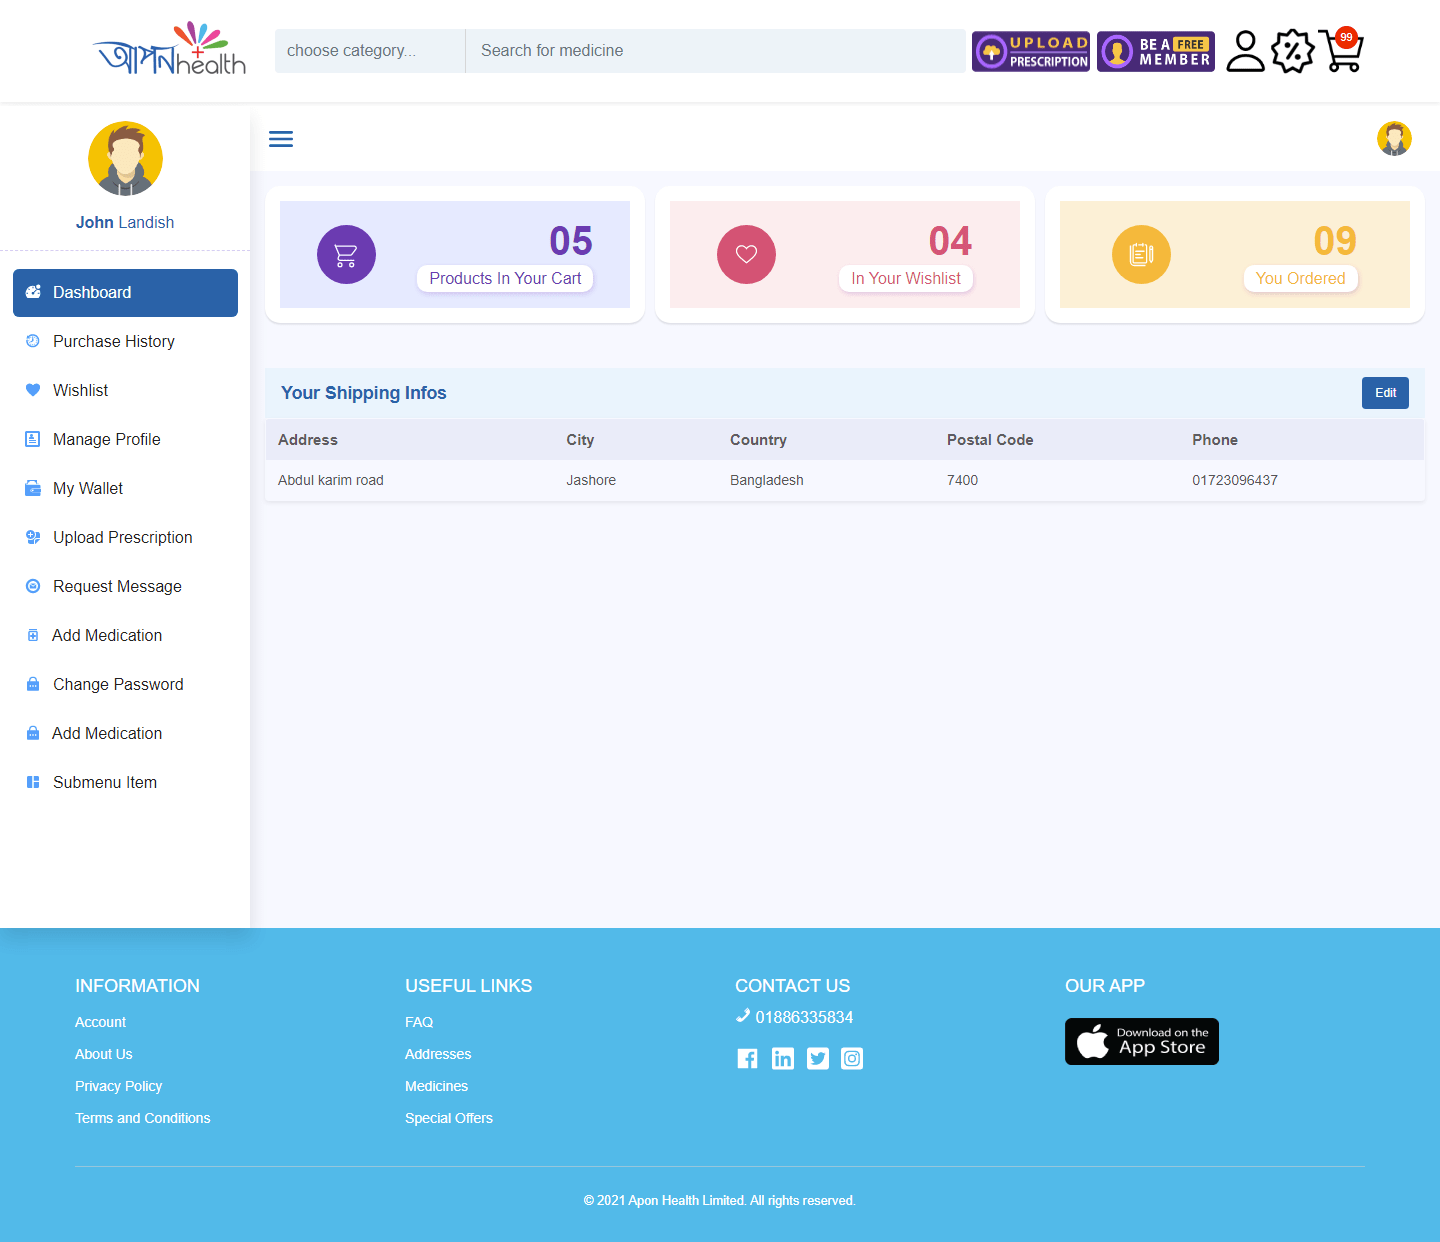 আপন health
choose category...
Search for medicine
UPLOAD
PRESCRIPTION
BE A FREE
MEMBER
99
John Landish
Dashboard
Purchase History
Wishlist
Manage Profile
My Wallet
Upload Prescription
Request Message
Add Medication
Change Password
Add Medication
Submenu Item
05
Products In Your Cart
04
In Your Wishlist
09
You Ordered
Your Shipping Infos
Edit
Address City Country Postal Code Phone
Abdul karim road Jashore Bangladesh 7400 01723096437
INFORMATION
Account
About Us
Privacy Policy
Terms and Conditions
USEFUL LINKS
FAQ
Addresses
Medicines
Special Offers
CONTACT US
01886335834
OUR APP
Download on the
App Store
© 2021 Apon Health Limited. All rights reserved.